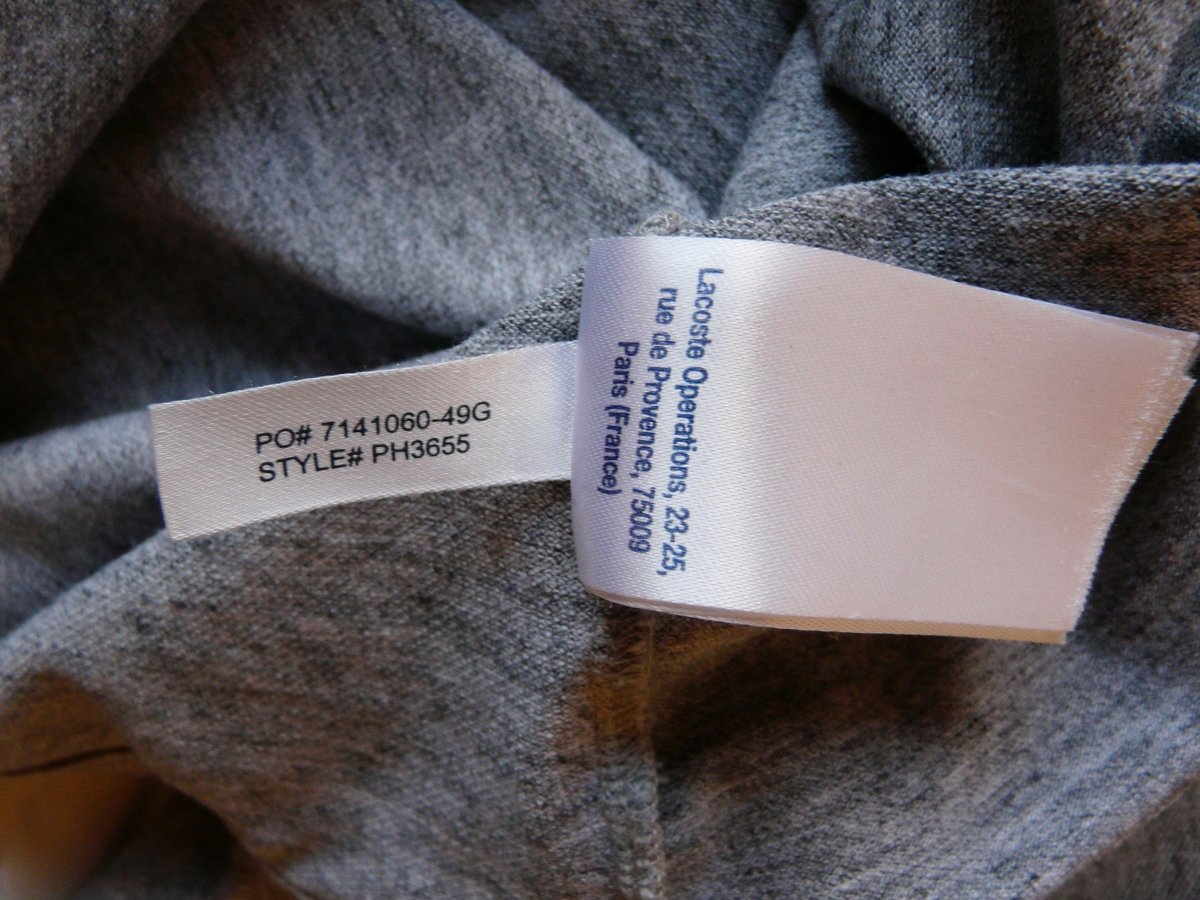 PO# 7141060-49G
STYLE# PH3655
Lacoste Operations, 23-25,
rue de Provence, 75009
Paris (France)